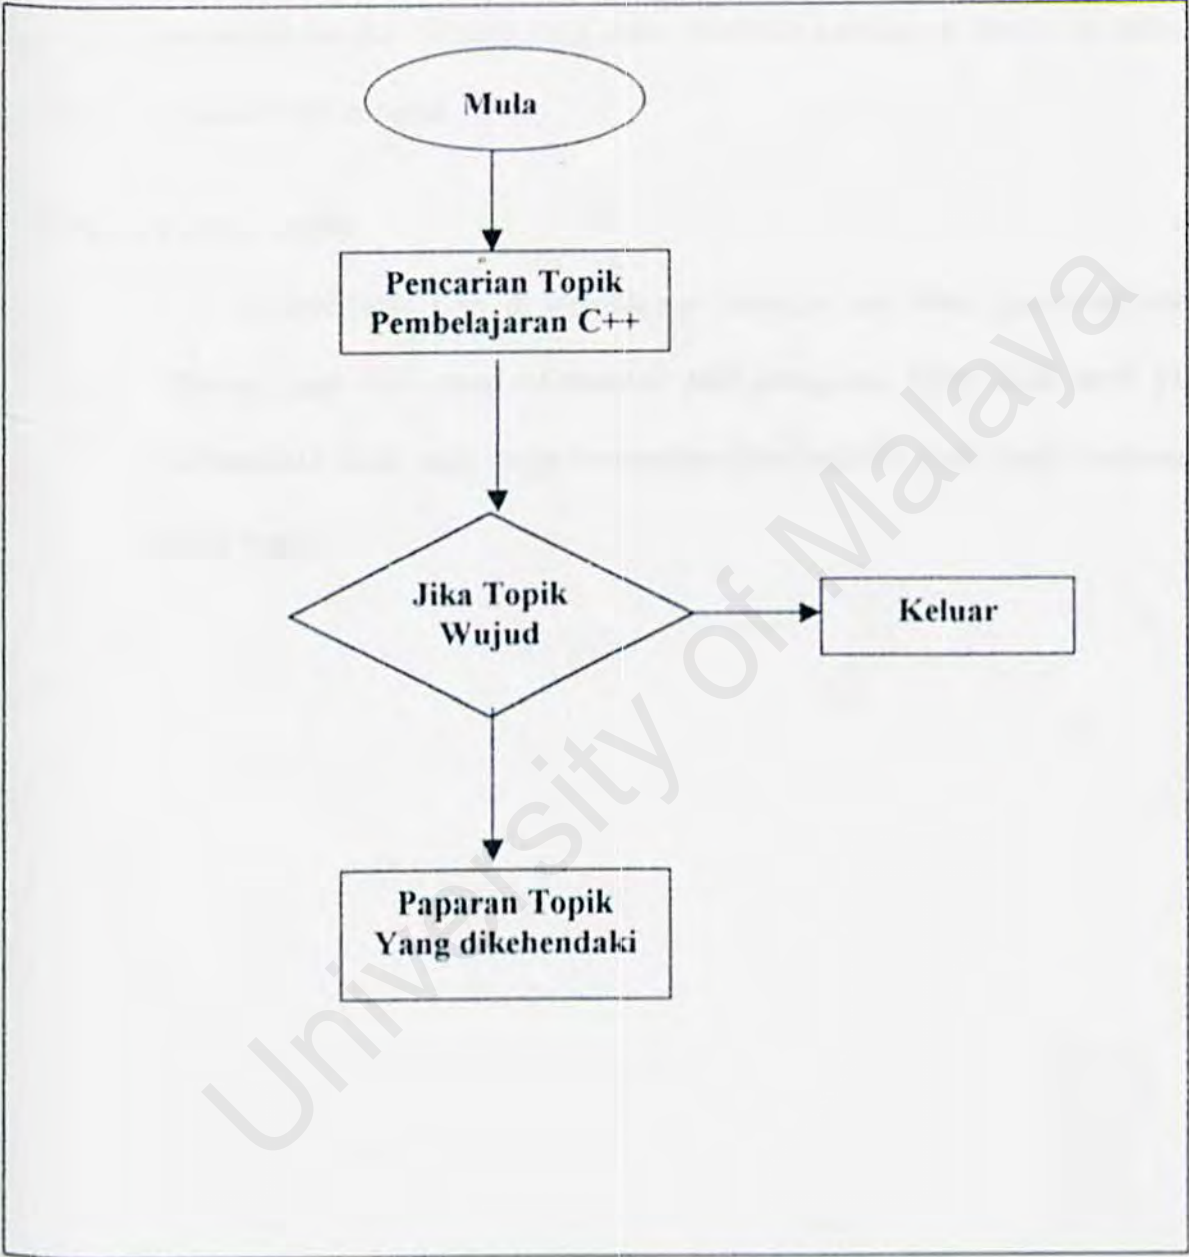 Mula
Pencarian Topik
Pembelajaran C++
Jika Topik
Wujud
Keluar
Paparan Topik
Yang dikehendaki
University of Malaya